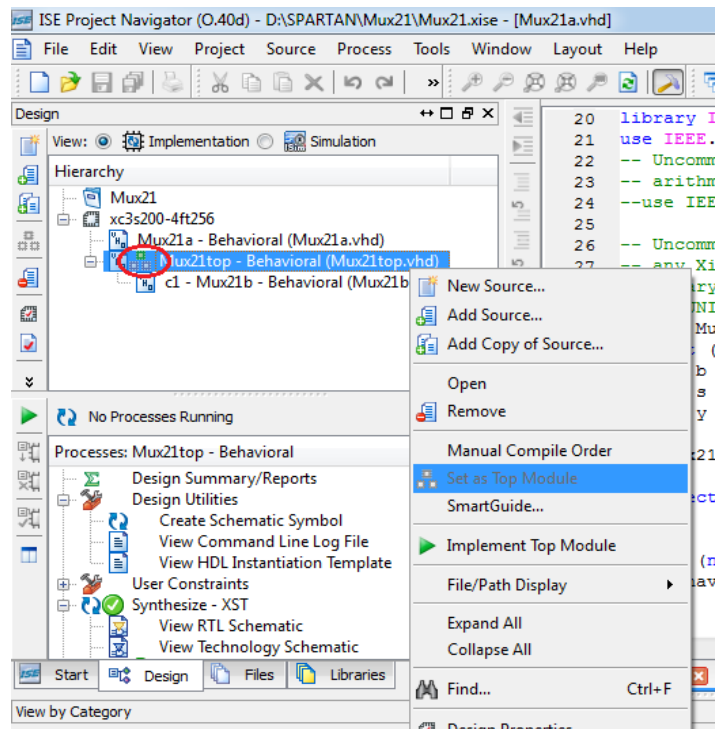 ISE Project Navigator (O.40d) - D:\SPARTAN\Mux21\Mux21.xise - [Mux21a.vhd]
File Edit View Project Source Process Tools Window Layout Help
Design
View: Implementation Simulation
Hierarchy
Mux21
xc3s200-4ft256
Mux21a - Behavioral (Mux21a.vhd)
Mux21top - Behavioral (Mux21top.vhd)
c1 - Mux21b - Behavioral (Mux21b
No Processes Running
Processes: Mux21top - Behavioral
Design Summary/Reports
Design Utilities
Create Schematic Symbol
View Command Line Log File
View HDL Instantiation Template
User Constraints
Synthesize - XST
View RTL Schematic
View Technology Schematic
Start Design Files Libraries
View by Category
20 library I
21 use IEEE.
22 -- Uncomm
23 -- arithm
24 --use IEE
25
26 -- Uncomm
27 -- any Xi
New Source...
Add Source...
Add Copy of Source...
Open
Remove
Manual Compile Order
Set as Top Module
SmartGuide...
Implement Top Module
File/Path Display
Expand All
Collapse All
Find... Ctrl+F
Design Properties...